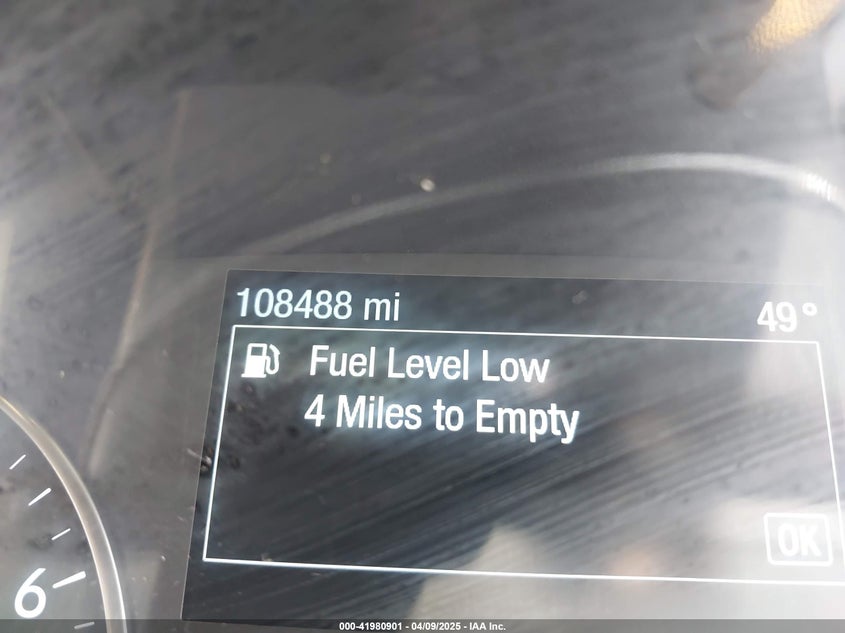 108488 mi 49°
Fuel Level Low
4 Miles to Empty
OK
6
000-41980901 - 04/09/2025 - IAA Inc.